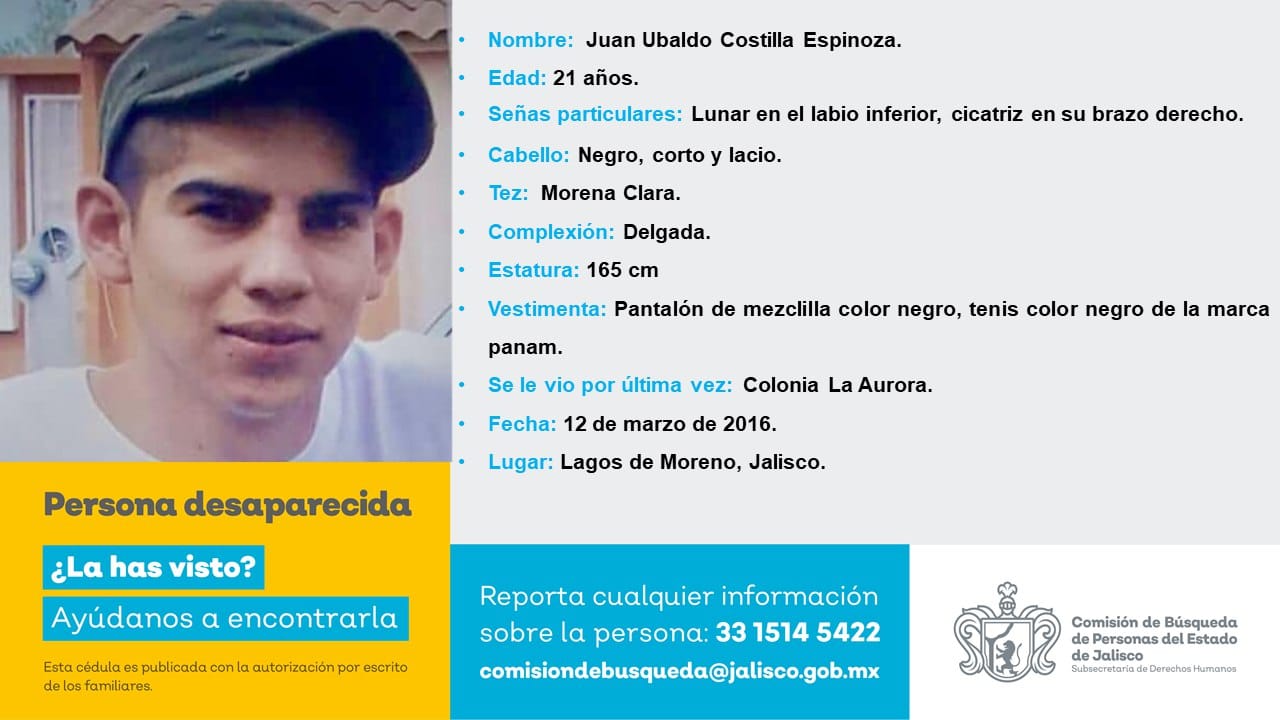 Nombre: Juan Ubaldo Costilla Espinoza.
Edad: 21 años.
Señas particulares: Lunar en el labio inferior, cicatriz en su brazo derecho.
Cabello: Negro, corto y lacio.
Tez: Morena Clara.
Complexión: Delgada.
Estatura: 165 cm
Vestimenta: Pantalón de mezclilla color negro, tenis color negro de la marca
panam.
Se le vio por última vez: Colonia La Aurora.
Fecha: 12 de marzo de 2016.
Lugar: Lagos de Moreno, Jalisco.
Persona desaparecida
¿La has visto?
Ayúdanos a encontrarla
Esta cédula es publicada con la autorización por escrito
de los familiares.
Reporta cualquier información
sobre la persona: 33 1514 5422
comisiondebusqueda@jalisco.gob.mx
Comisión de Búsqueda
de Personas del Estado
de Jalisco
Subsecretaría de Derechos Humanos